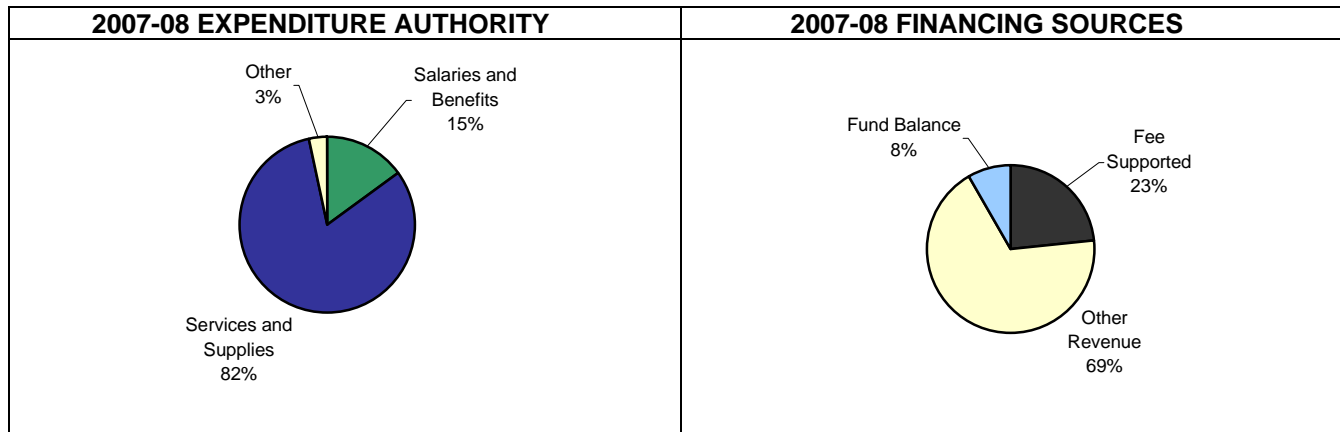 2007-08 EXPENDITURE AUTHORITY
Other
3%
Salaries and
Benefits
15%
Services and
Supplies
82%
2007-08 FINANCING SOURCES
Fund Balance
8%
Fee
Supported
23%
Other
Revenue
69%